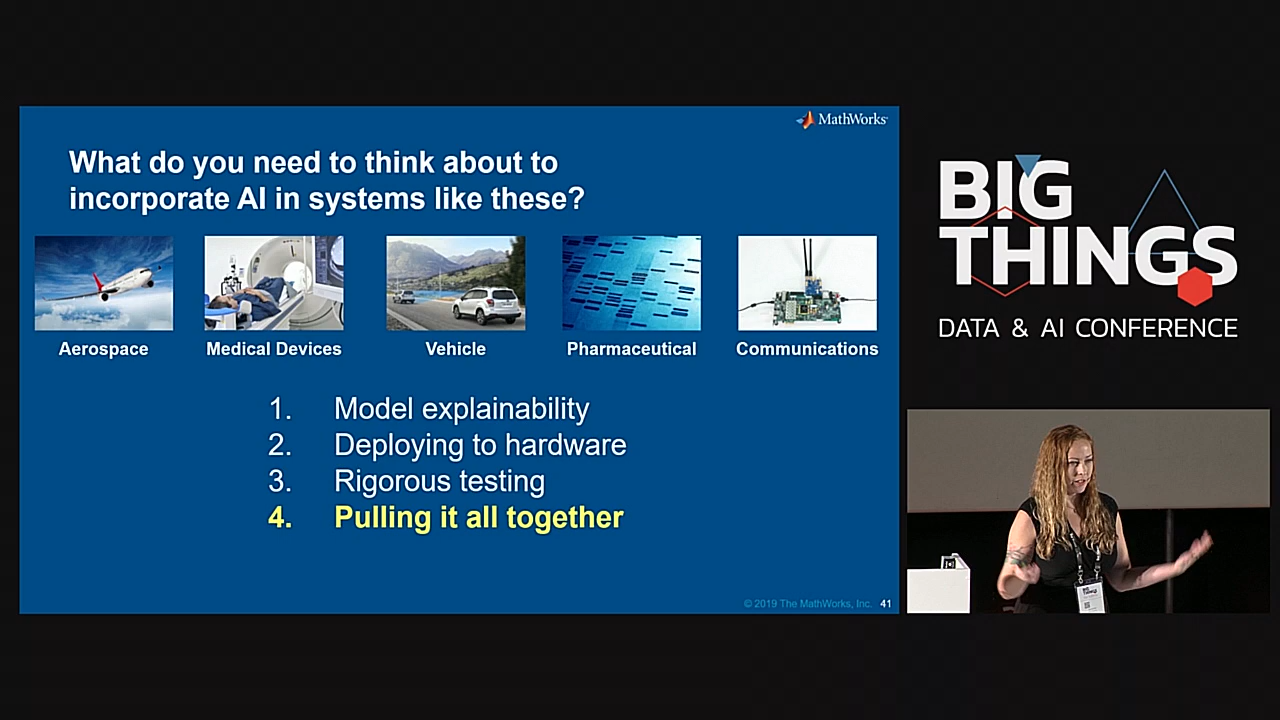 MathWorks
What do you need to think about to
incorporate AI in systems like these?
Aerospace
Medical Devices
Vehicle
Pharmaceutical
Communications
1. Model explainability
2. Deploying to hardware
3. Rigorous testing
4. Pulling it all together
© 2019 The MathWorks, Inc. 41
BIG
THINGS
DATA & AI CONFERENCE
BIG
THINGS